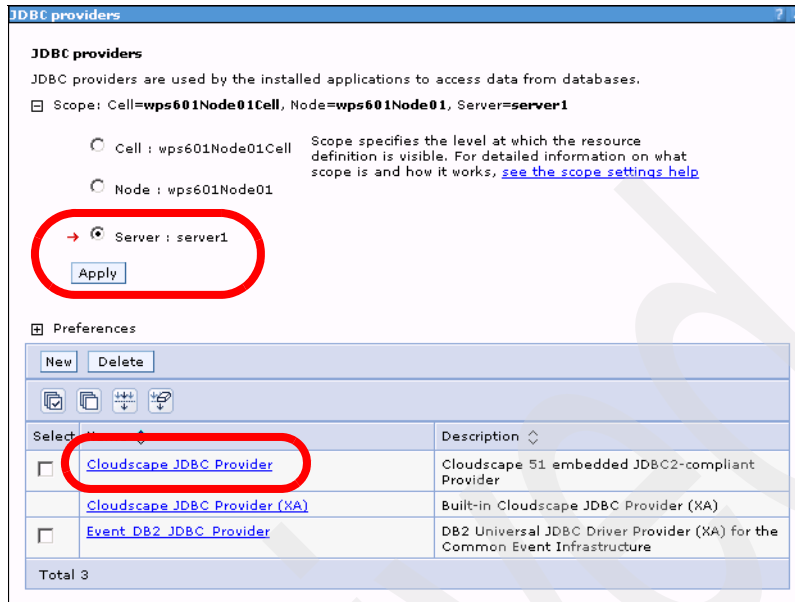 JDBC providers ?
JDBC providers
JDBC providers are used by the installed applications to access data from databases.
Scope: Cell=wps601Node01Cell, Node=wps601Node01, Server=server1
Cell : wps601Node01Cell
Scope specifies the level at which the resource
definition is visible. For detailed information on what
scope is and how it works, see the scope settings help
Node : wps601Node01
Server : server1
Apply
Preferences
New Delete
Select Description
Cloudscape JDBC Provider Cloudscape 51 embedded JDBC2-compliant
Provider
Cloudscape JDBC Provider (XA) Built-in Cloudscape JDBC Provider (XA)
Event_DB2_JDBC_Provider DB2 Universal JDBC Driver Provider (XA) for the
Common Event Infrastructure
Total 3